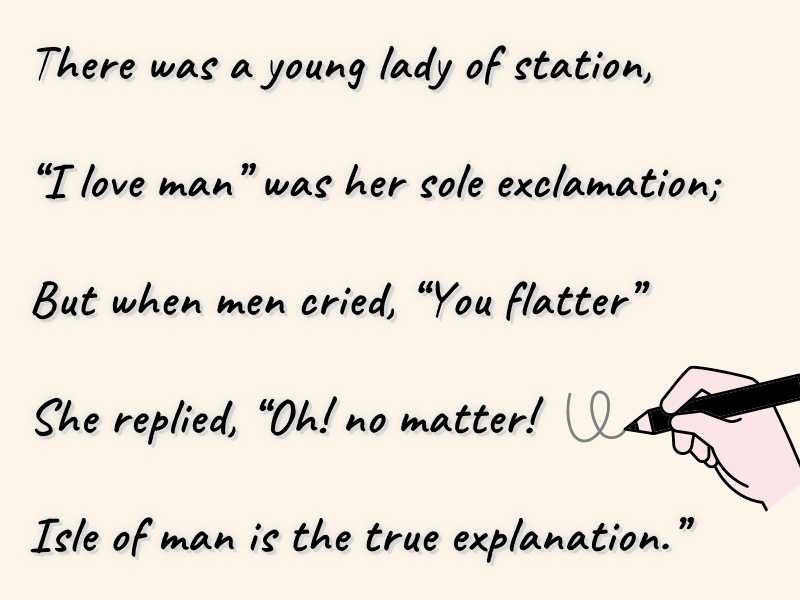 There was a young lady of station,
“I love man” was her sole exclamation;
But when men cried, “You flatter”
She replied, “Oh! no matter!
Isle of man is the true explanation.”